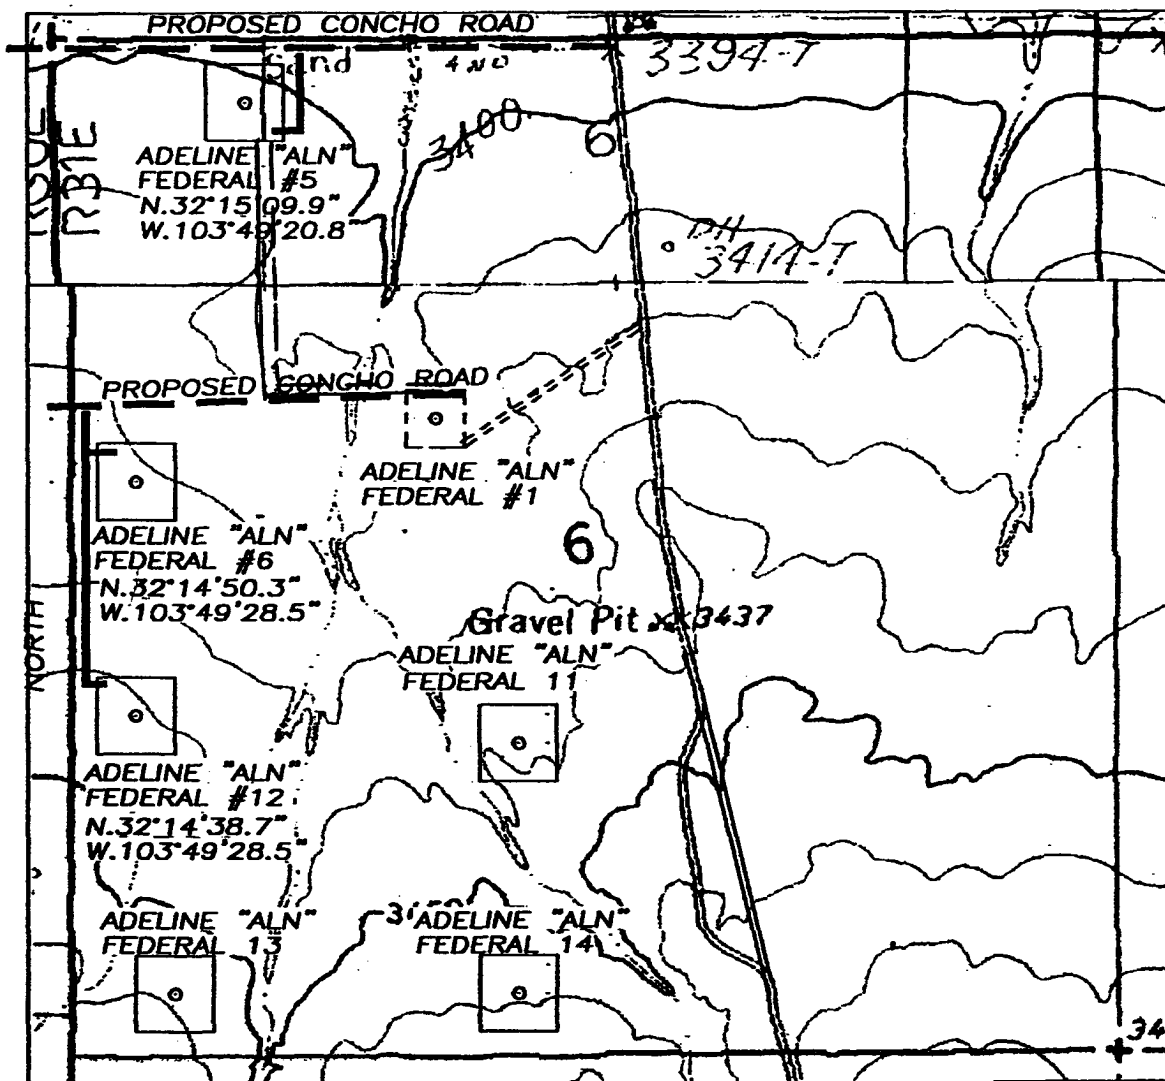 PROPOSED CONCHO ROAD
3394-T
3400
6
R31E
ADELINE "ALN"
FEDERAL #5
N.32°15'09.9"
W.103°49'20.8"
DH
3414-T
PROPOSED CONCHO ROAD
ADELINE "ALN"
FEDERAL #1
ADELINE "ALN"
FEDERAL #6
N.32°14'50.3"
W.103°49'28.5"
6
NORTH
Gravel Pit 3437
ADELINE "ALN"
FEDERAL 11
ADELINE "ALN"
FEDERAL #12
N.32°14'38.7"
W.103°49'28.5"
ADELINE "ALN"
FEDERAL 13
ADELINE "ALN"
FEDERAL 14
34